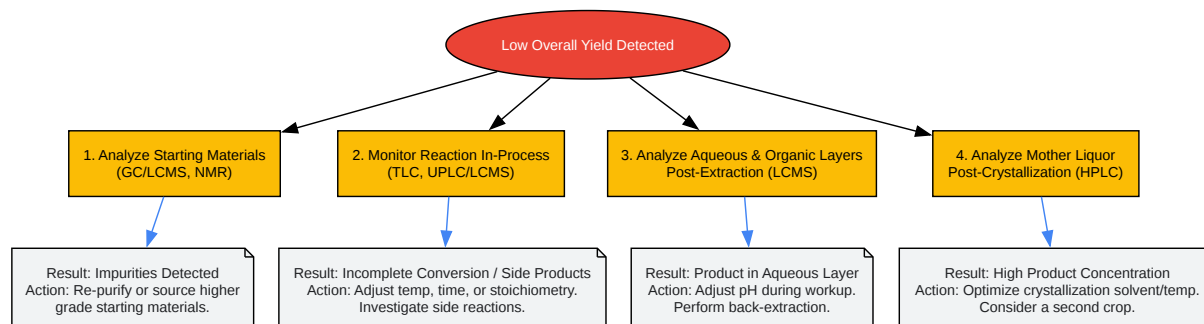 Low Overall Yield Detected
1. Analyze Starting Materials
(GC/LCMS, NMR)
2. Monitor Reaction In-Process
(TLC, UPLC/LCMS)
3. Analyze Aqueous & Organic Layers
Post-Extraction (LCMS)
4. Analyze Mother Liquor
Post-Crystallization (HPLC)
Result: Impurities Detected
Action: Re-purify or source higher
grade starting materials.
Result: Incomplete Conversion / Side Products
Action: Adjust temp, time, or stoichiometry.
Investigate side reactions.
Result: Product in Aqueous Layer
Action: Adjust pH during workup.
Perform back-extraction.
Result: High Product Concentration
Action: Optimize crystallization solvent/temp.
Consider a second crop.